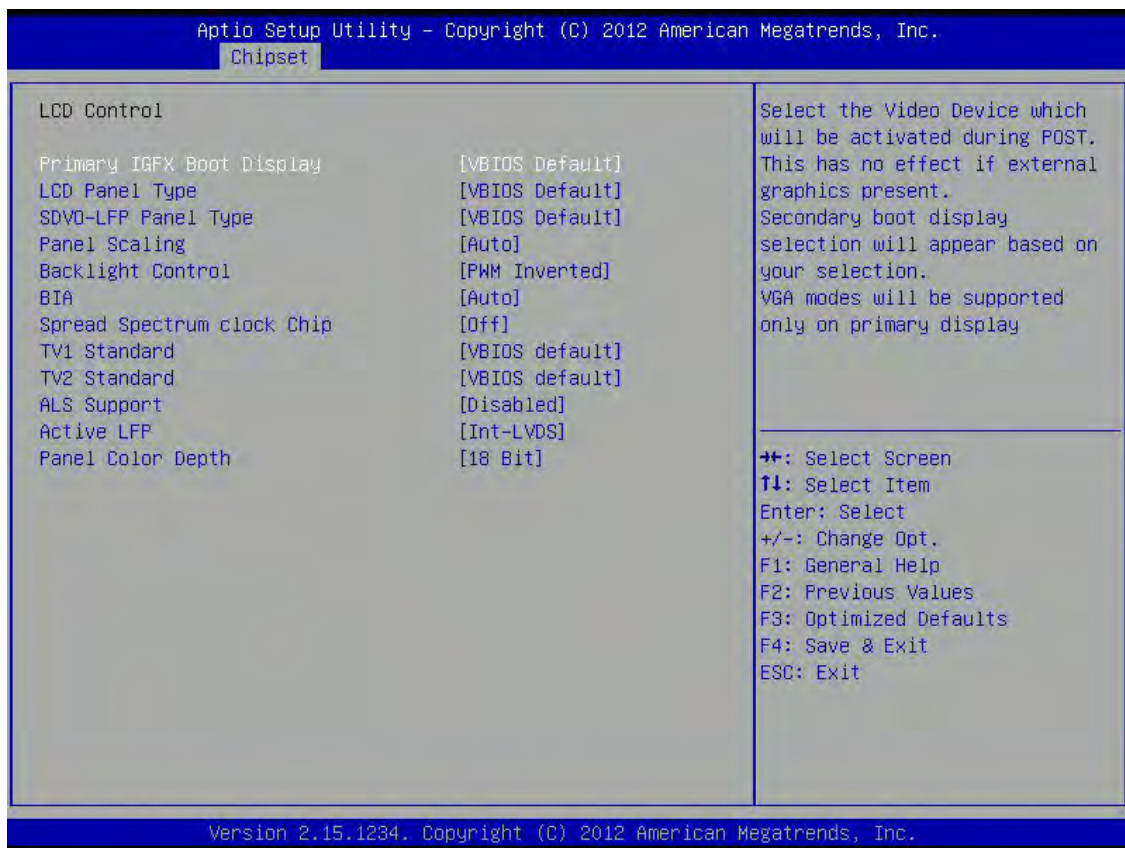 Aptio Setup Utility – Copyright (C) 2012 American Megatrends, Inc.
Chipset
LCD Control
Primary IGFX Boot Display [VBIOS Default]
LCD Panel Type [VBIOS Default]
SDVO-LFP Panel Type [VBIOS Default]
Panel Scaling [Auto]
Backlight Control [PWM Inverted]
BIA [Auto]
Spread Spectrum clock Chip [Off]
TV1 Standard [VBIOS default]
TV2 Standard [VBIOS default]
ALS Support [Disabled]
Active LFP [Int-LVDS]
Panel Color Depth [18 Bit]
Select the Video Device which
will be activated during POST.
This has no effect if external
graphics present.
Secondary boot display
selection will appear based on
your selection.
VGA modes will be supported
only on primary display
→←: Select Screen
↑↓: Select Item
Enter: Select
+/-: Change Opt.
F1: General Help
F2: Previous Values
F3: Optimized Defaults
F4: Save & Exit
ESC: Exit
Version 2.15.1234. Copyright (C) 2012 American Megatrends, Inc.